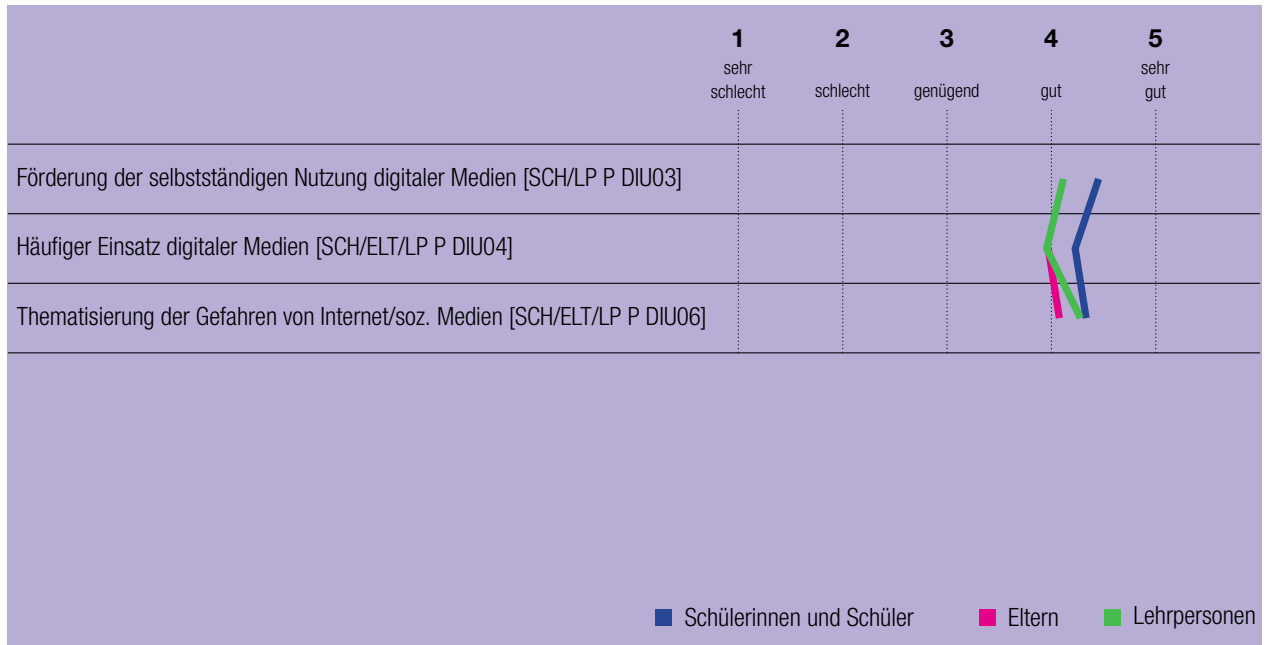 1 2 3 4 5
sehr schlecht schlecht genügend gut sehr gut
Förderung der selbstständigen Nutzung digitaler Medien [SCH/LP P DIU03]
Häufiger Einsatz digitaler Medien [SCH/ELT/LP P DIU04]
Thematisierung der Gefahren von Internet/soz. Medien [SCH/ELT/LP P DIU06]
Schülerinnen und Schüler Eltern Lehrpersonen